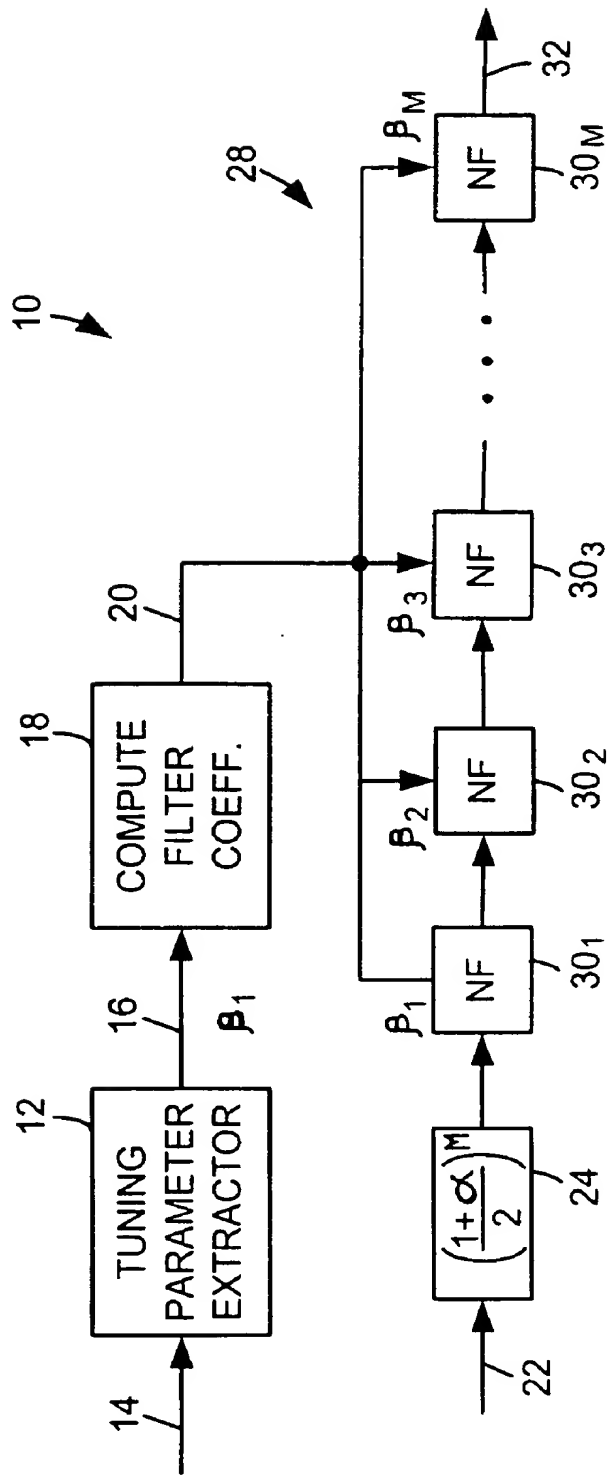 10
12
TUNING
PARAMETER
EXTRACTOR
14
16
β1
18
COMPUTE
FILTER
COEFF.
20
28
22
((1+α)/2)^M
24
β1
NF
30₁
β2
NF
30₂
β3
NF
30₃
• • •
βM
NF
30M
32